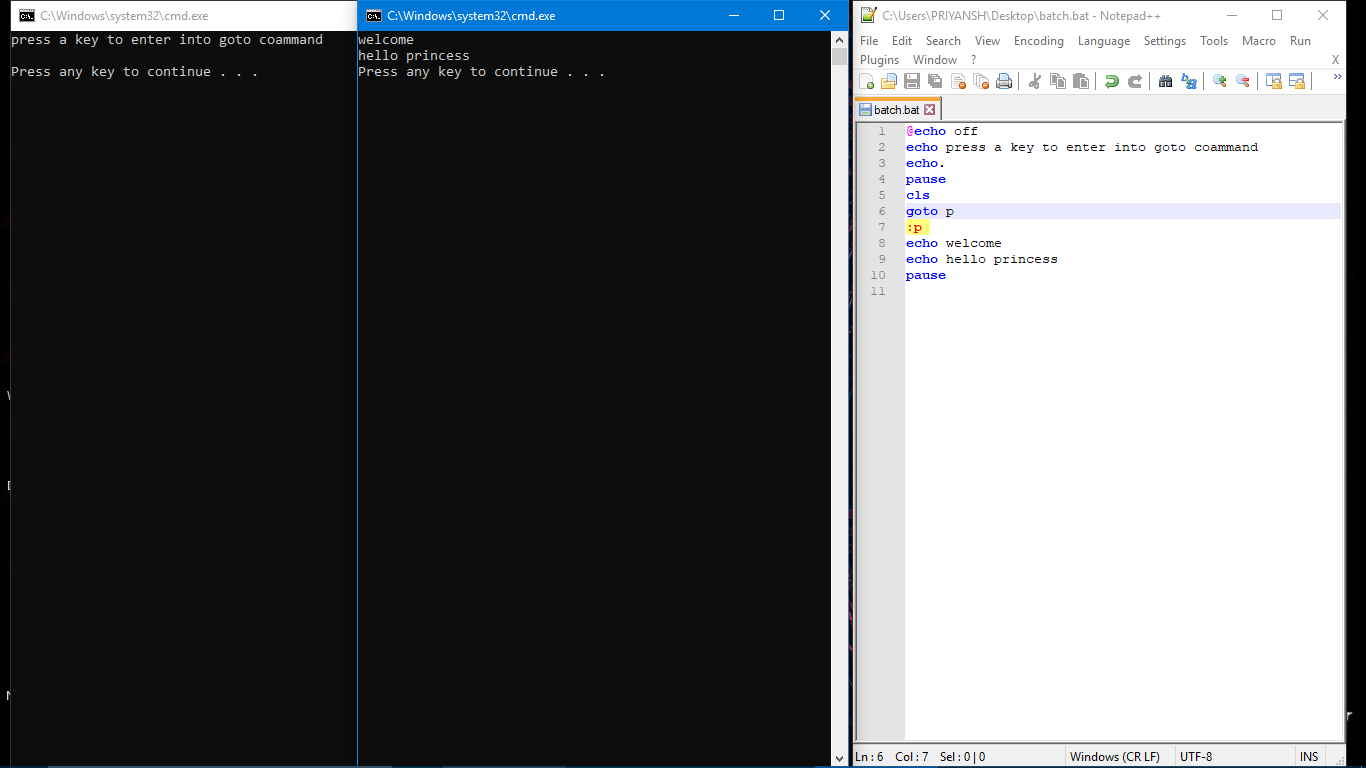 C:\Windows\system32\cmd.exe
press a key to enter into goto coammand
Press any key to continue . . .
C:\Windows\system32\cmd.exe
welcome
hello princess
Press any key to continue . . .
C:\Users\PRIYANSH\Desktop\batch.bat - Notepad++
File Edit Search View Encoding Language Settings Tools Macro Run
Plugins Window ? X
batch.bat
1 @echo off
2 echo press a key to enter into goto coammand
3 echo.
4 pause
5 cls
6 goto p
7 :p
8 echo welcome
9 echo hello princess
10 pause
11
Ln : 6 Col : 7 Sel : 0 | 0 Windows (CR LF) UTF-8 INS